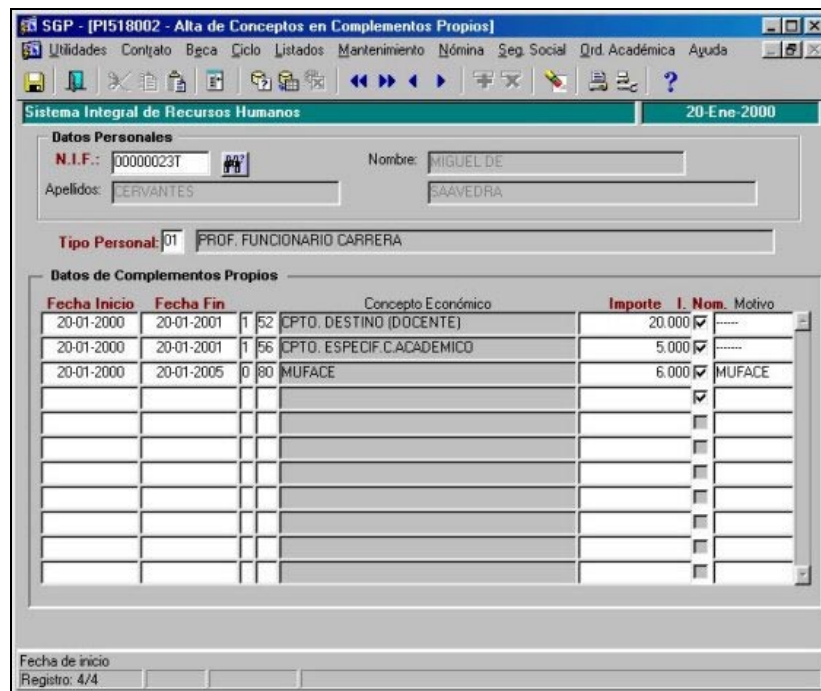 SGP - [PI518002 - Alta de Conceptos en Complementos Propios]
Utilidades Contrato Beca Ciclo Listados Mantenimiento Nómina Seg. Social Ord. Académica Ayuda
Sistema Integral de Recursos Humanos 20-Ene-2000
Datos Personales
N.I.F.: 00000023T Nombre: MIGUEL DE
Apellidos: CERVANTES SAAVEDRA
Tipo Personal: 01 PROF. FUNCIONARIO CARRERA
Datos de Complementos Propios
Fecha Inicio Fecha Fin Concepto Económico Importe I. Nom. Motivo
20-01-2000 20-01-2001 1 52 CPTO. DESTINO (DOCENTE) 20.000 -----
20-01-2000 20-01-2001 1 56 CPTO. ESPECIF.C.ACADEMICO 5.000 -------
20-01-2000 20-01-2005 0 80 MUFACE 6.000 MUFACE
Fecha de inicio
Registro: 4/4